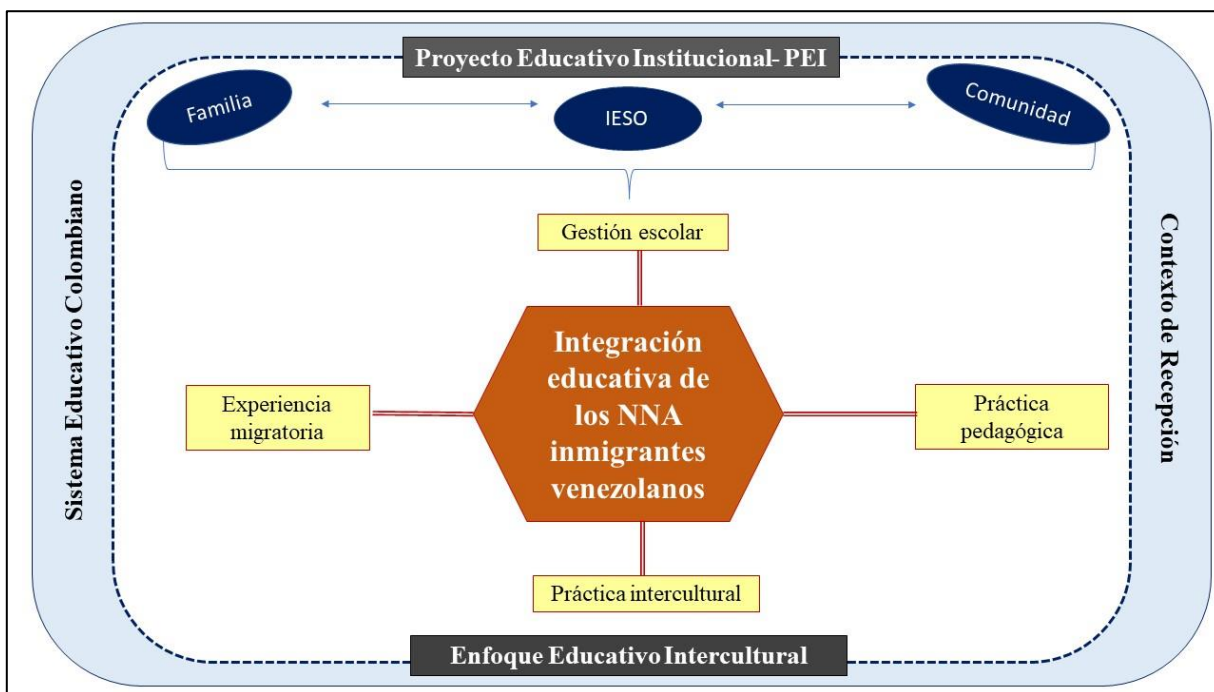 Proyecto Educativo Institucional- PEI
Familia
IESO
Comunidad
Gestión escolar
Sistema Educativo Colombiano
Contexto de Recepción
Integración
educativa de
los NNA
inmigrantes
venezolanos
Experiencia
migratoria
Práctica
pedagógica
Práctica intercultural
Enfoque Educativo Intercultural